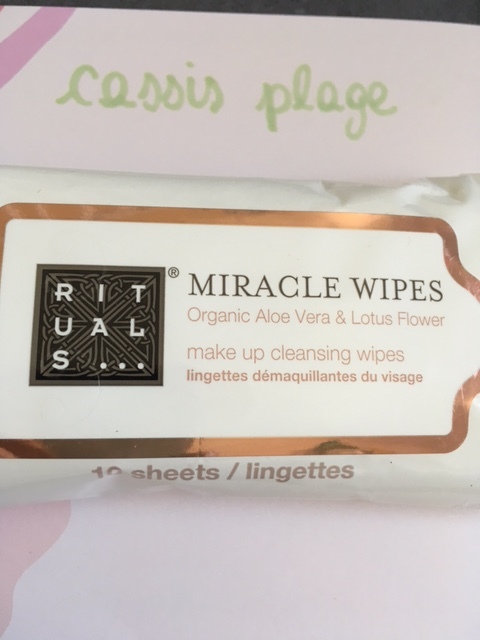 cassis plage
RIT
UAL
S...
®
MIRACLE WIPES
Organic Aloe Vera & Lotus Flower
make up cleansing wipes
lingettes démaquillantes du visage
sheets / lingettes